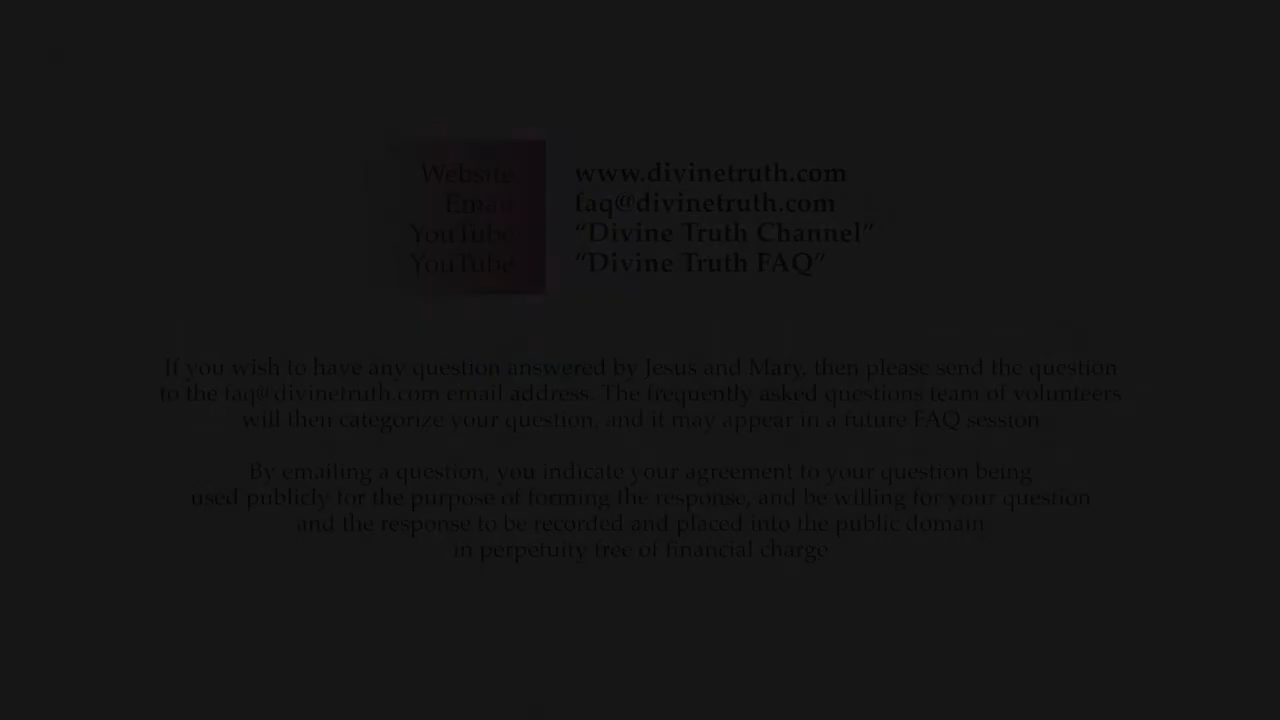 Website www.divinetruth.com
Email faq@divinetruth.com
YouTube “Divine Truth Channel”
YouTube “Divine Truth FAQ”
If you wish to have any question answered by Jesus and Mary, then please send the question
to the faq@divinetruth.com email address. The frequently asked questions team of volunteers
will then categorize your question, and it may appear in a future FAQ session
By emailing a question, you indicate your agreement to your question being
used publicly for the purpose of forming the response, and be willing for your question
and the response to be recorded and placed into the public domain
in perpetuity free of financial charge